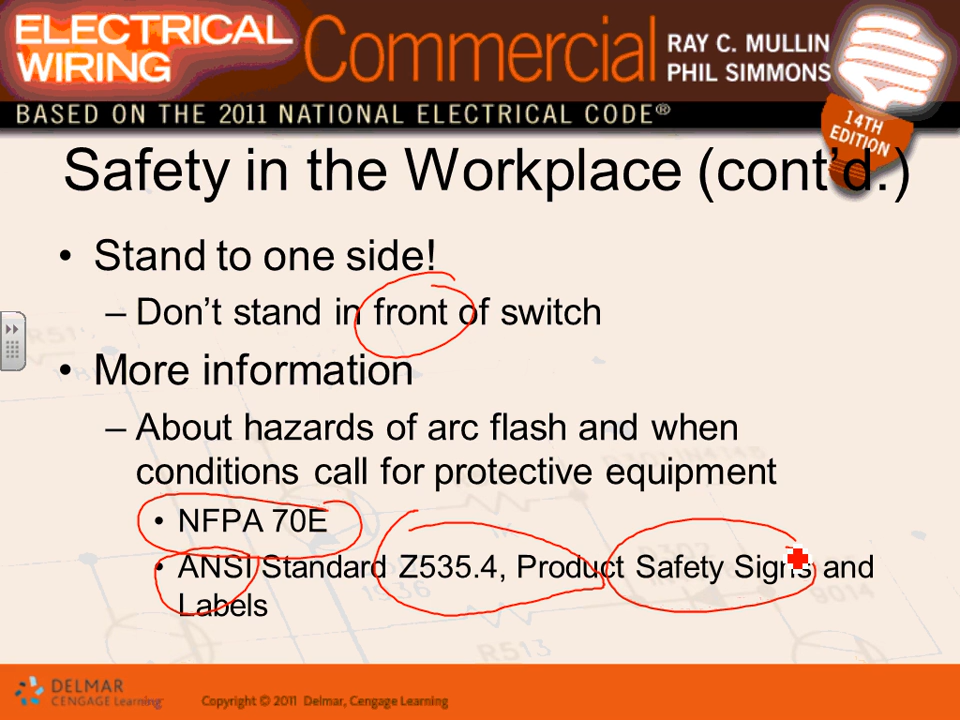 ELECTRICAL
WIRING
Commercial
RAY C. MULLIN
PHIL SIMMONS
BASED ON THE 2011 NATIONAL ELECTRICAL CODE®
14TH
EDITION
Safety in the Workplace (cont’d.)
• Stand to one side!
– Don’t stand in front of switch
• More information
– About hazards of arc flash and when
conditions call for protective equipment
• NFPA 70E
• ANSI Standard Z535.4, Product Safety Signs and
Labels
R513
9014
DELMAR
CENGAGE Learning
Copyright © 2011 Delmar, Cengage Learning